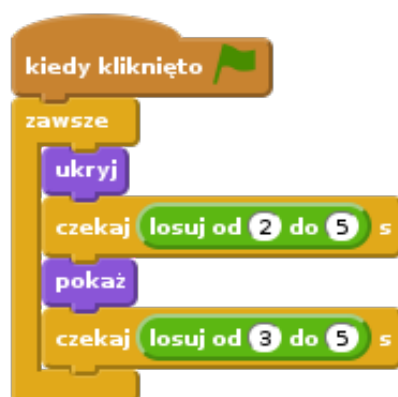 kiedy kliknięto
zawsze
ukryj
czekaj losuj od 2 do 5 s
pokaż
czekaj losuj od 3 do 5 s